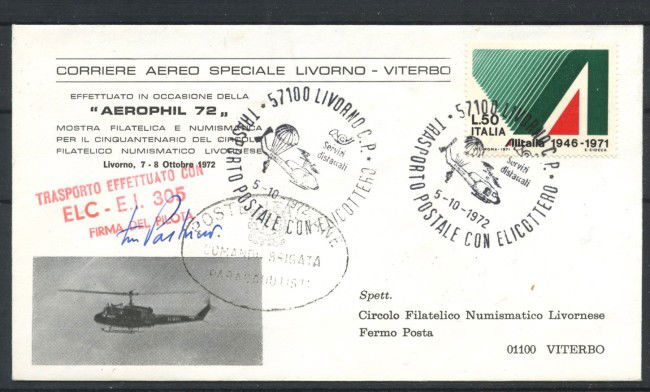 CORRIERE AEREO SPECIALE LIVORNO - VITERBO
EFFETTUATO IN OCCASIONE DELLA
"AEROPHIL 72„
MOSTRA FILATELICA E NUMISMATICA
PER IL CINQUANTENARIO DEL CIRCOLO
FILATELICO NUMISMATICO LIVORNESE
Livorno, 7 - 8 Ottobre 1972
TRASPORTO EFFETTUATO CON
ELC - E.I. 305
FIRMA DEL PILOTA
57100 LIVORNO C.P.
TRASPORTO POSTALE CON ELICOTTERO
Servizi
distaccati
5-10-1972
L.50
ITALIA
Alitalia 1946-1971
57100 LIVORNO C.P.
TRASPORTO POSTALE CON ELICOTTERO
Servizi
distaccati
5-10-1972
COMANDO BRIGATA
PARACADUTISTI
Spett.
Circolo Filatelico Numismatico Livornese
Fermo Posta
01100 VITERBO